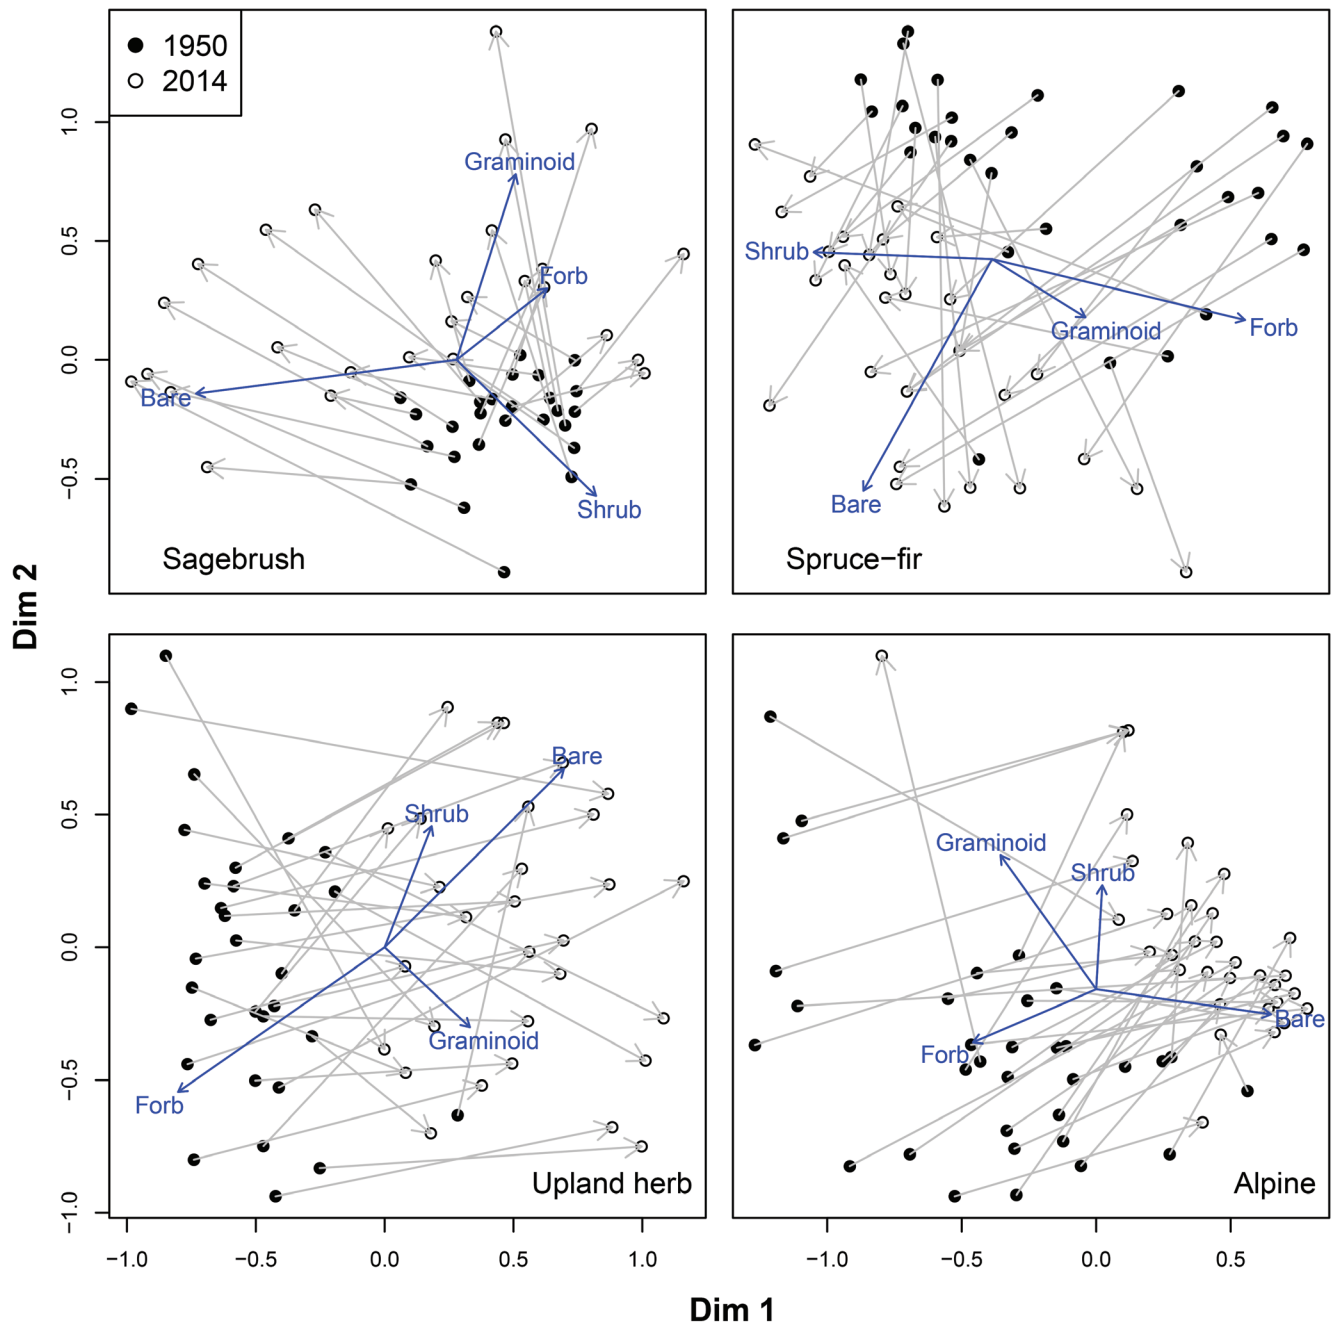 1950
2014
1.0
0.5
0.0
−0.5
Graminoid
Forb
Bare
Shrub
Sagebrush
Shrub
Graminoid
Forb
Bare
Spruce−fir
Dim 2
1.0
0.5
0.0
−0.5
−1.0
Bare
Shrub
Graminoid
Forb
Upland herb
Graminoid
Shrub
Forb
Bare
Alpine
−1.0 −0.5 0.0 0.5 1.0
−1.0 −0.5 0.0 0.5
Dim 1